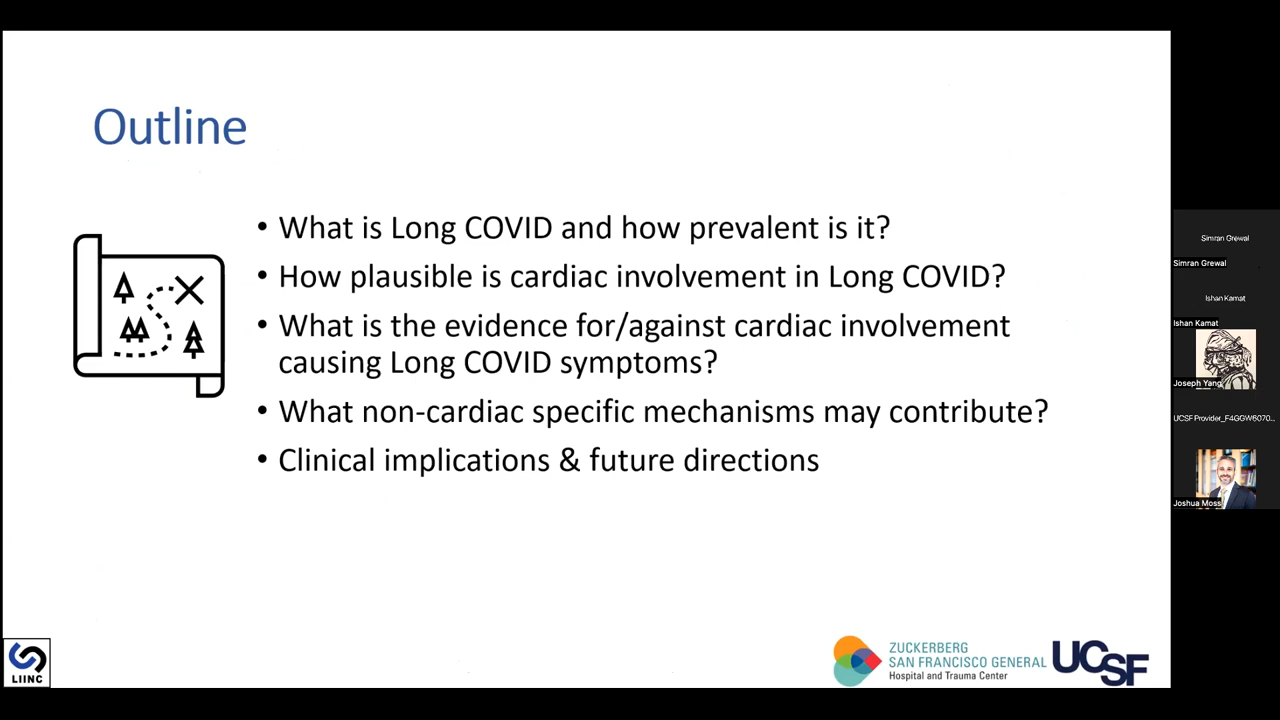 Outline
• What is Long COVID and how prevalent is it?
• How plausible is cardiac involvement in Long COVID?
• What is the evidence for/against cardiac involvement
causing Long COVID symptoms?
• What non-cardiac specific mechanisms may contribute?
• Clinical implications & future directions
LIINC
ZUCKERBERG
SAN FRANCISCO GENERAL
Hospital and Trauma Center
UCSF
Simran Grewal
Simran Grewal
Ishan Kamat
Ishan Kamat
Joseph Yang
UCSF Provider_F4GGW6070...
Joshua Moss